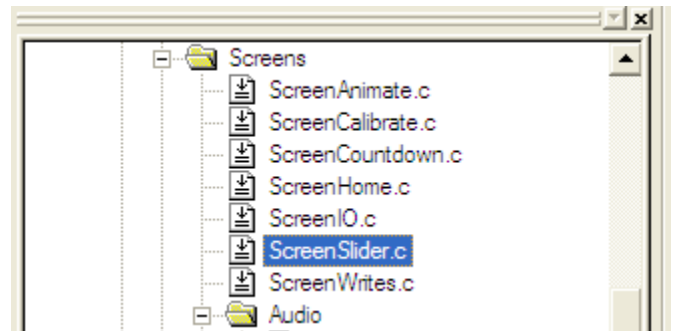 Screens
ScreenAnimate.c
ScreenCalibrate.c
ScreenCountdown.c
ScreenHome.c
ScreenIO.c
ScreenSlider.c
ScreenWrites.c
Audio